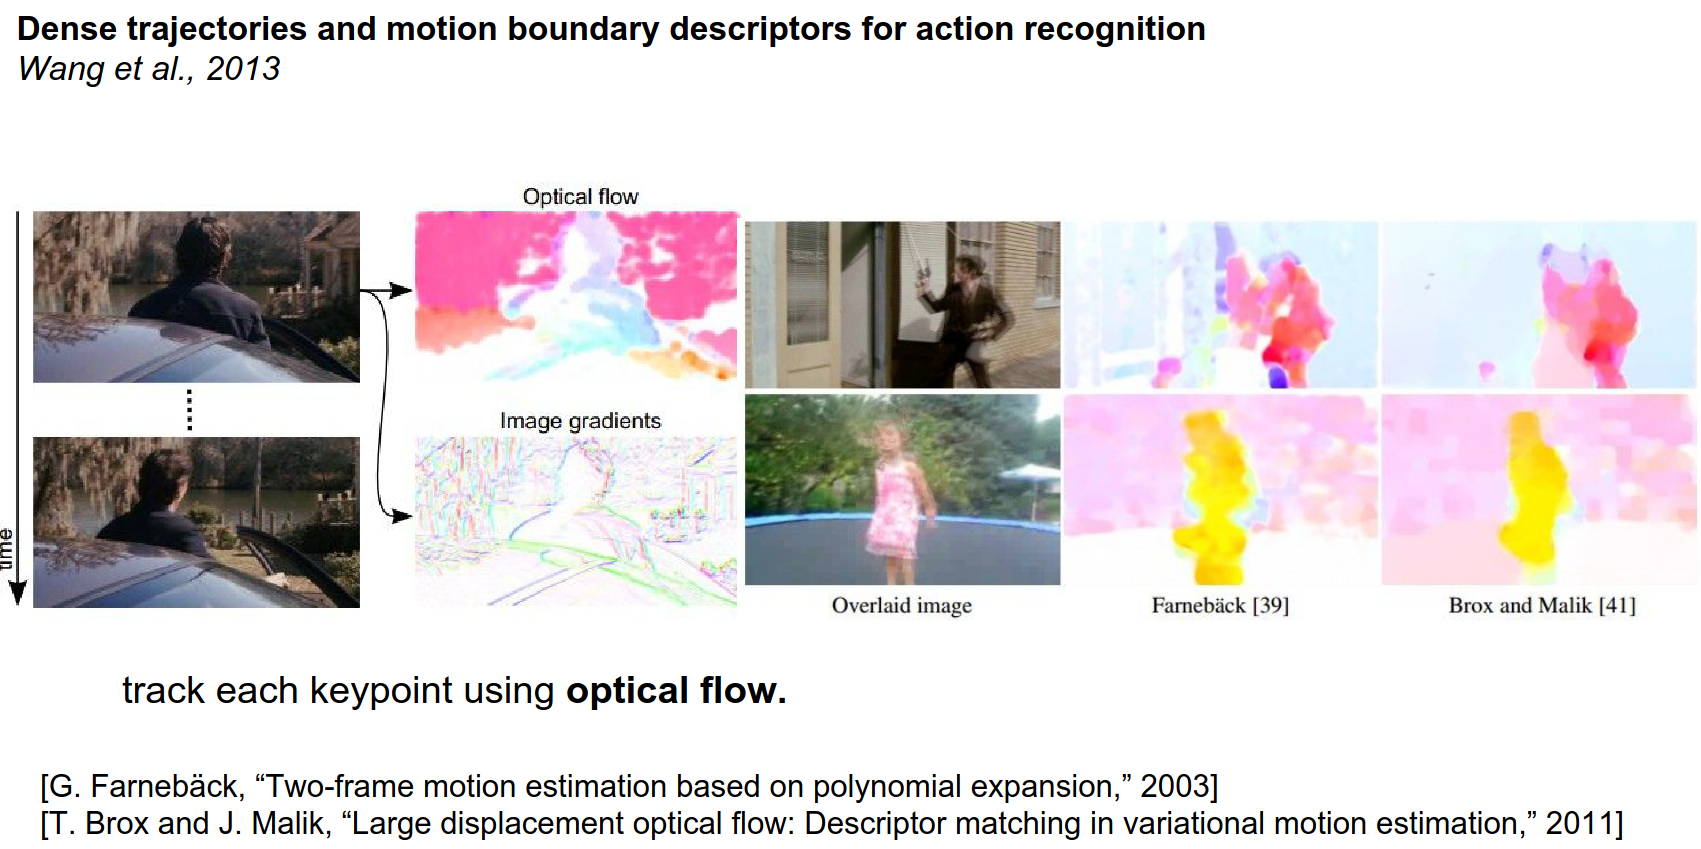 Dense trajectories and motion boundary descriptors for action recognition
Wang et al., 2013
Optical flow
Image gradients
time
Overlaid image
Farnebäck [39]
Brox and Malik [41]
track each keypoint using optical flow.
[G. Farnebäck, “Two-frame motion estimation based on polynomial expansion,” 2003]
[T. Brox and J. Malik, “Large displacement optical flow: Descriptor matching in variational motion estimation,” 2011]